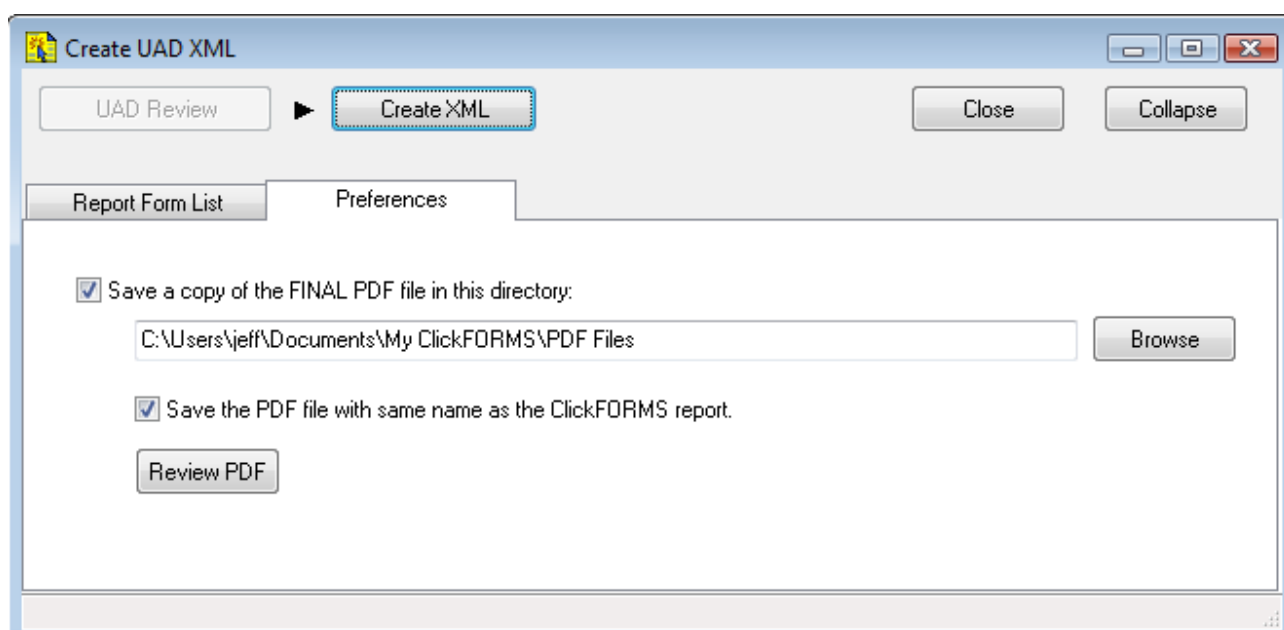 Create UAD XML
UAD Review Create XML Close Collapse
Report Form List Preferences
Save a copy of the FINAL PDF file in this directory:
C:\Users\jeff\Documents\My ClickFORMS\PDF Files Browse
Save the PDF file with same name as the ClickFORMS report.
Review PDF